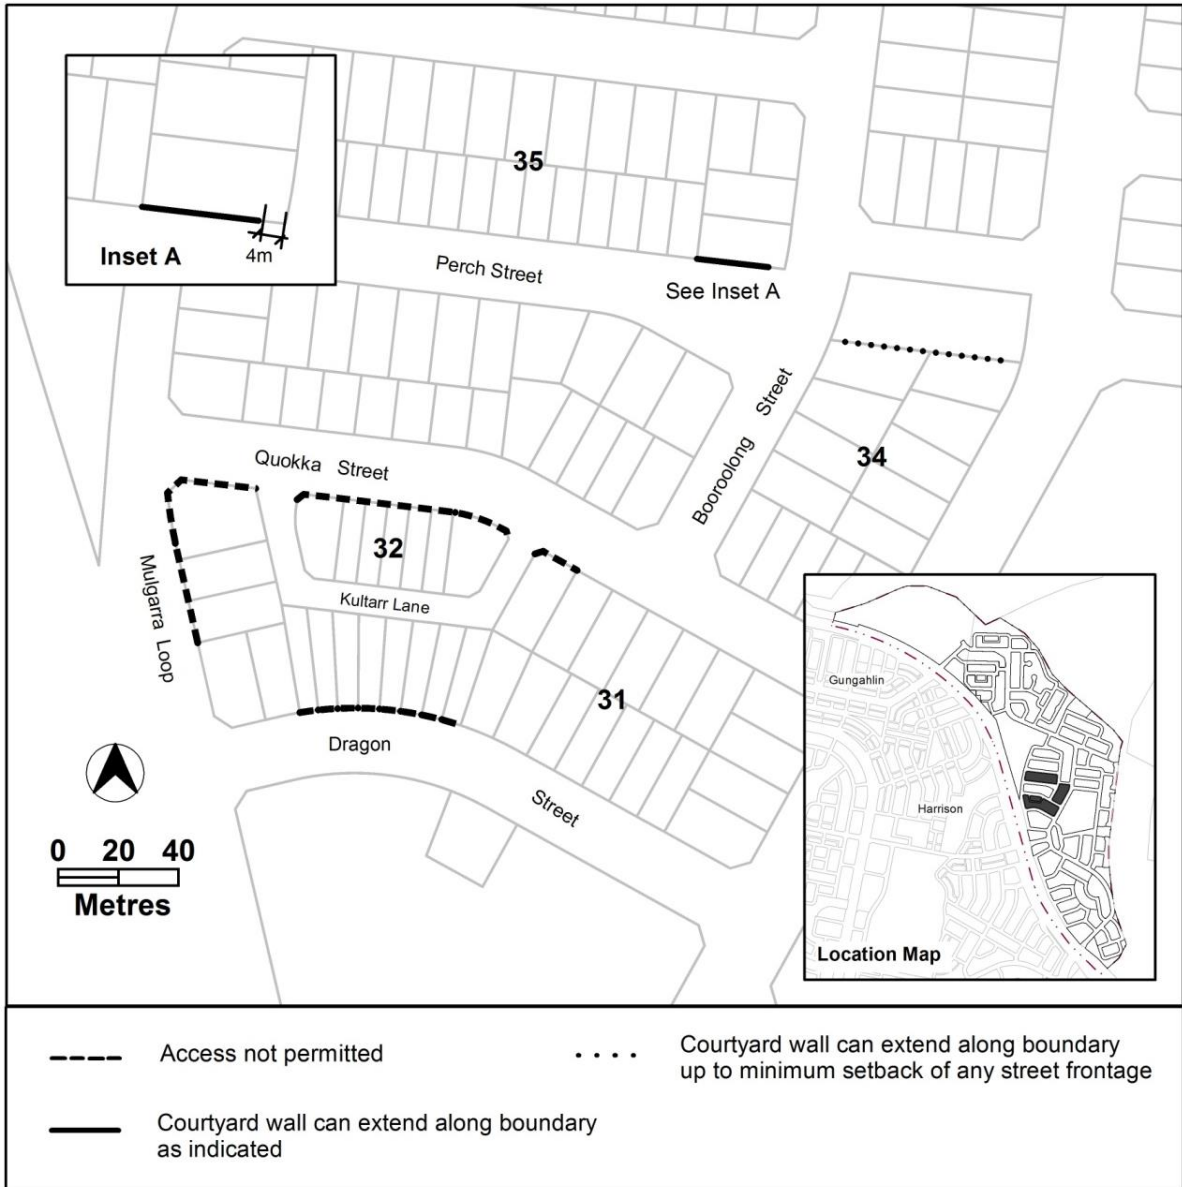 35
Inset A
4m
Perch Street
See Inset A
Booroolong Street
34
Quokka Street
32
Mulgarra Loop
Kultarr Lane
31
Dragon Street
0 20 40
Metres
Gungahlin
Harrison
Location Map
Access not permitted
Courtyard wall can extend along boundary
up to minimum setback of any street frontage
Courtyard wall can extend along boundary
as indicated